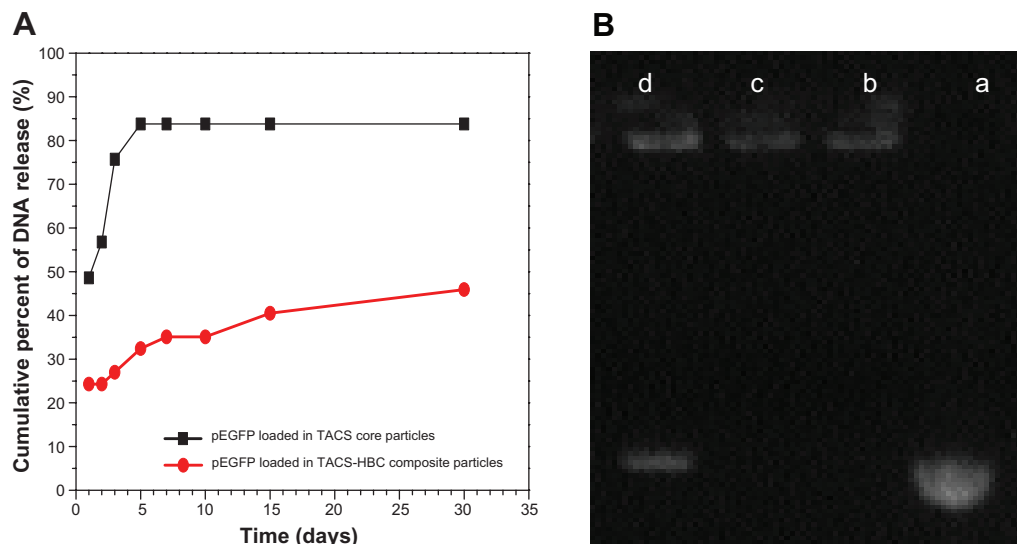 A
Cumulative percent of DNA release (%)
100
90
80
70
60
50
40
30
20
10
0
pEGFP loaded in TACS core particles
pEGFP loaded in TACS-HBC composite particles
0 5 10 15 20 25 30 35
Time (days)
B
d c b a